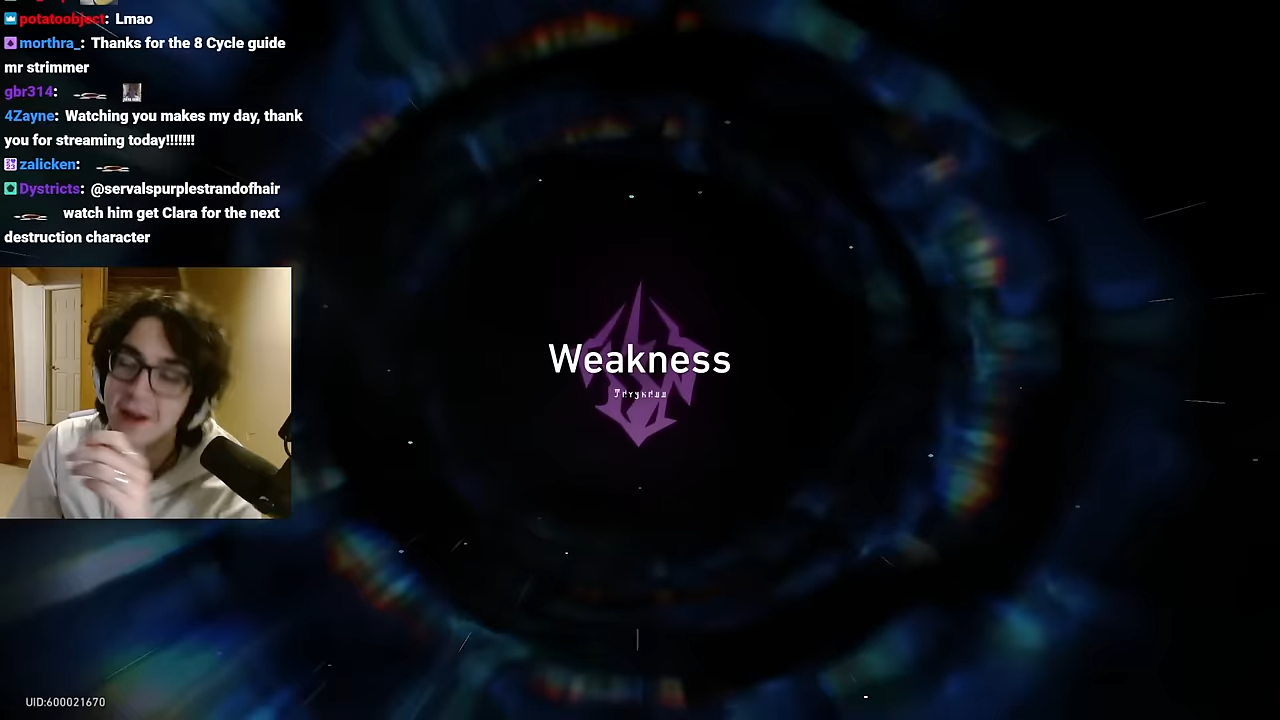 potatoobject: Lmao
morthra_: Thanks for the 8 Cycle guide
mr strimmer
gbr314:
4Zayne: Watching you makes my day, thank
you for streaming today!!!!!!!
zalicken:
Dystricts: @servalspurplestrandofhair
watch him get Clara for the next
destruction character
Weakness
UID:600021670